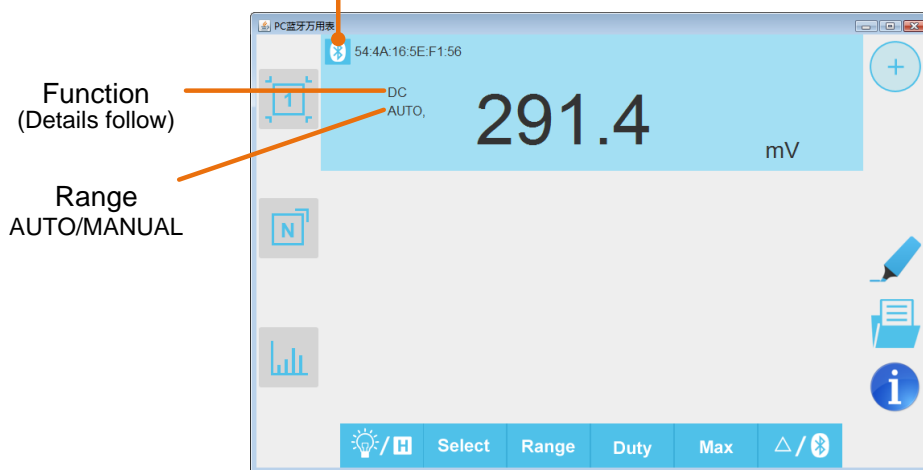 PC蓝牙万用表
54:4A:16:5E:F1:56
Function
(Details follow)
DC
AUTO,
1
291.4
mV
Range
AUTO/MANUAL
N
i
/H
Select
Range
Duty
Max
△/